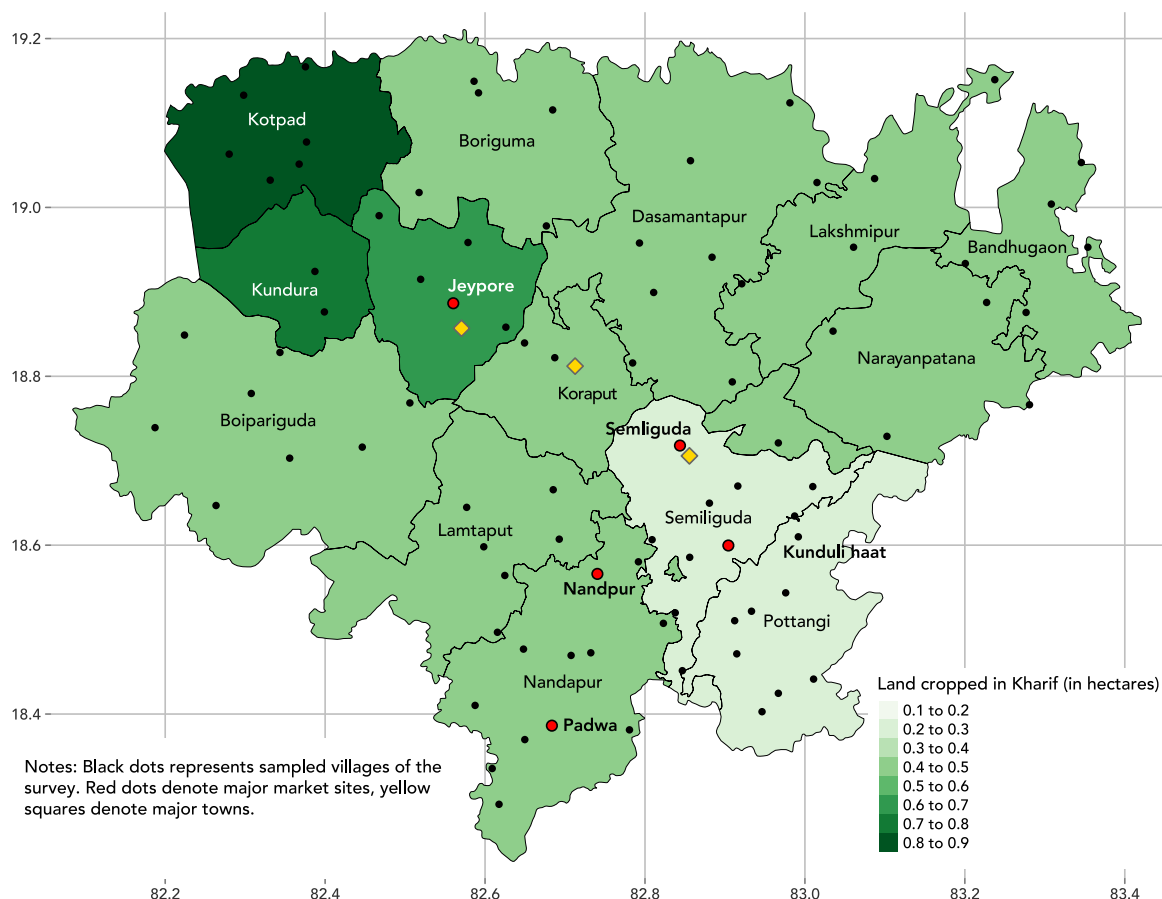 19.2
19.0
18.8
18.6
18.4
82.2
82.4
82.6
82.8
83.0
83.2
83.4
Kotpad
Boriguma
Dasamantapur
Lakshmipur
Bandhugaon
Kundura
Jeypore
Narayanpatana
Koraput
Boipariguda
Semliguda
Semiliguda
Lamtaput
Kunduli haat
Nandpur
Pottangi
Nandapur
Padwa
Land cropped in Kharif (in hectares)
0.1 to 0.2
0.2 to 0.3
0.3 to 0.4
0.4 to 0.5
0.5 to 0.6
0.6 to 0.7
0.7 to 0.8
0.8 to 0.9
Notes: Black dots represents sampled villages of the
survey. Red dots denote major market sites, yellow
squares denote major towns.